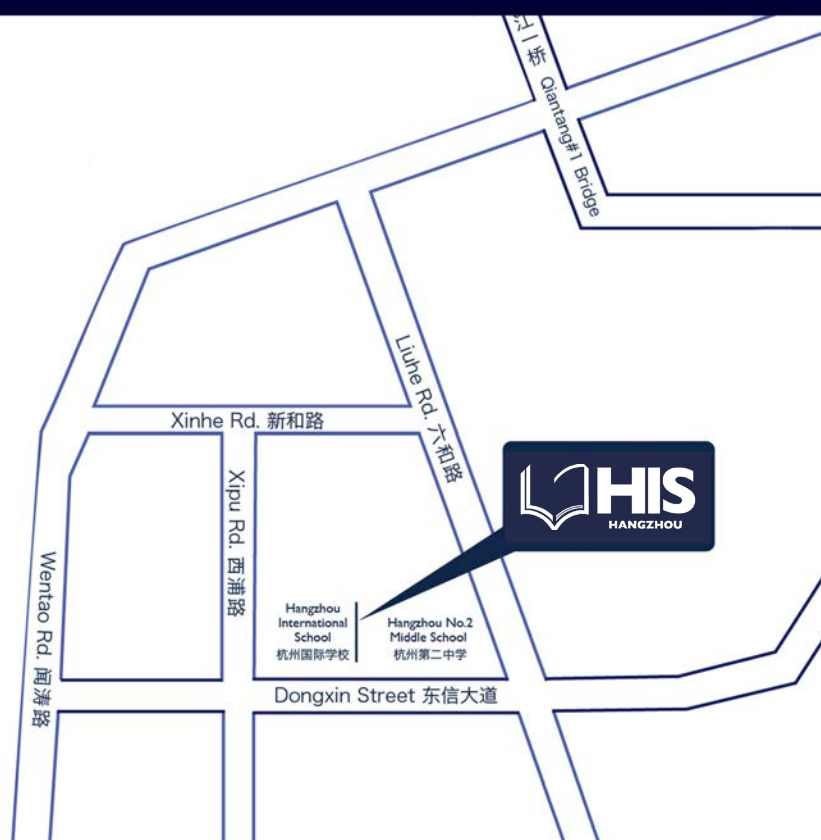 江一桥 Qiantang#1 Bridge
Liuhe Rd. 六和路
Xinhe Rd. 新和路
HIS
HANGZHOU
Xipu Rd. 西浦路
Wentao Rd. 闻涛路
Hangzhou
International
School
杭州国际学校
Hangzhou No.2
Middle School
杭州第二中学
Dongxin Street 东信大道